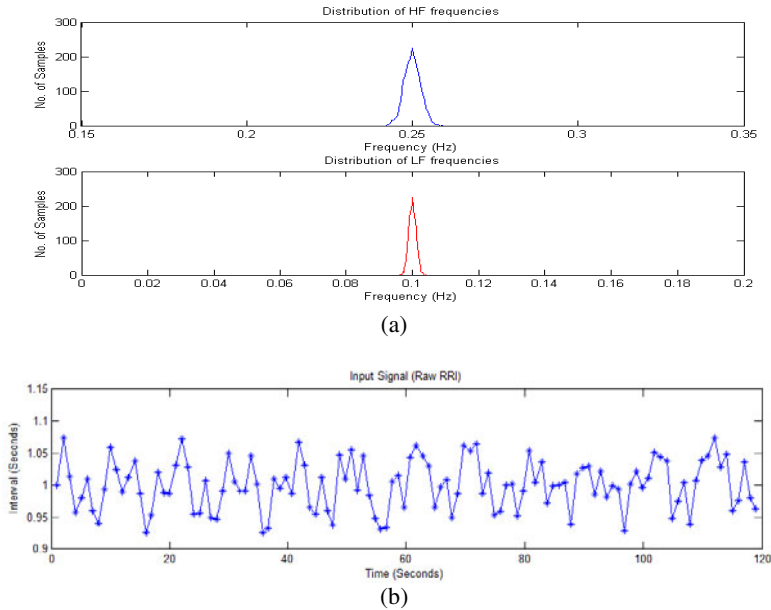 Distribution of HF frequencies
300
200
100
0
No. of Samples
0.15 0.2 0.25 0.3 0.35
Frequency (Hz)
Distribution of LF frequencies
300
200
100
0
No. of Samples
0 0.02 0.04 0.06 0.08 0.1 0.12 0.14 0.16 0.18 0.2
Frequency (Hz)
(a)
Input Signal (Raw RRI)
1.15
1.1
1.05
1
0.95
0.9
Interval (Seconds)
0 20 40 60 80 100 120
Time (Seconds)
(b)